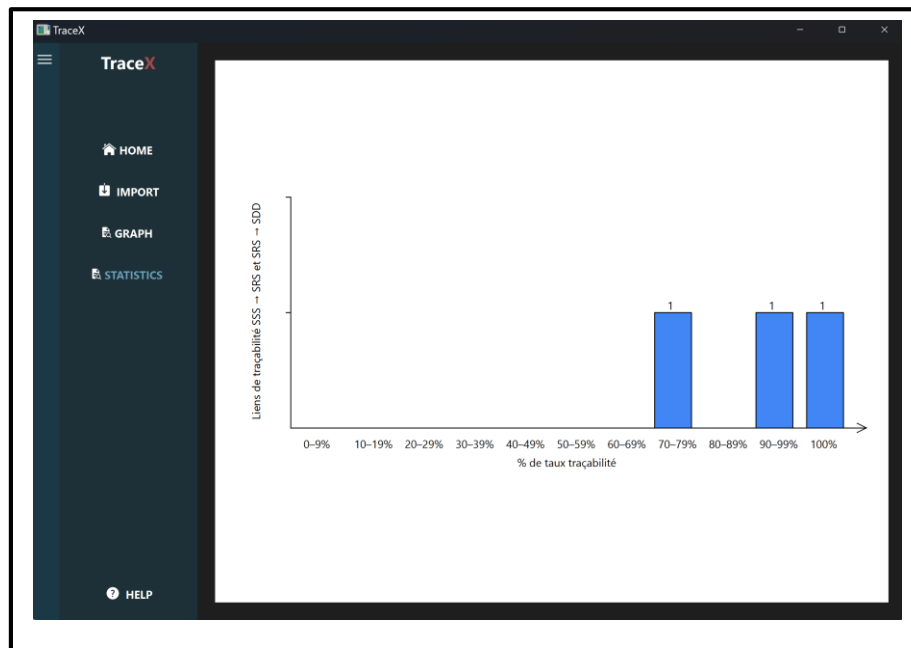 TraceX
TraceX
HOME
IMPORT
GRAPH
STATISTICS
HELP
Liens de traçabilité SSS → SRS et SRS → SDD
1 1 1
0–9% 10–19% 20–29% 30–39% 40–49% 50–59% 60–69% 70–79% 80–89% 90–99% 100%
% de taux traçabilité